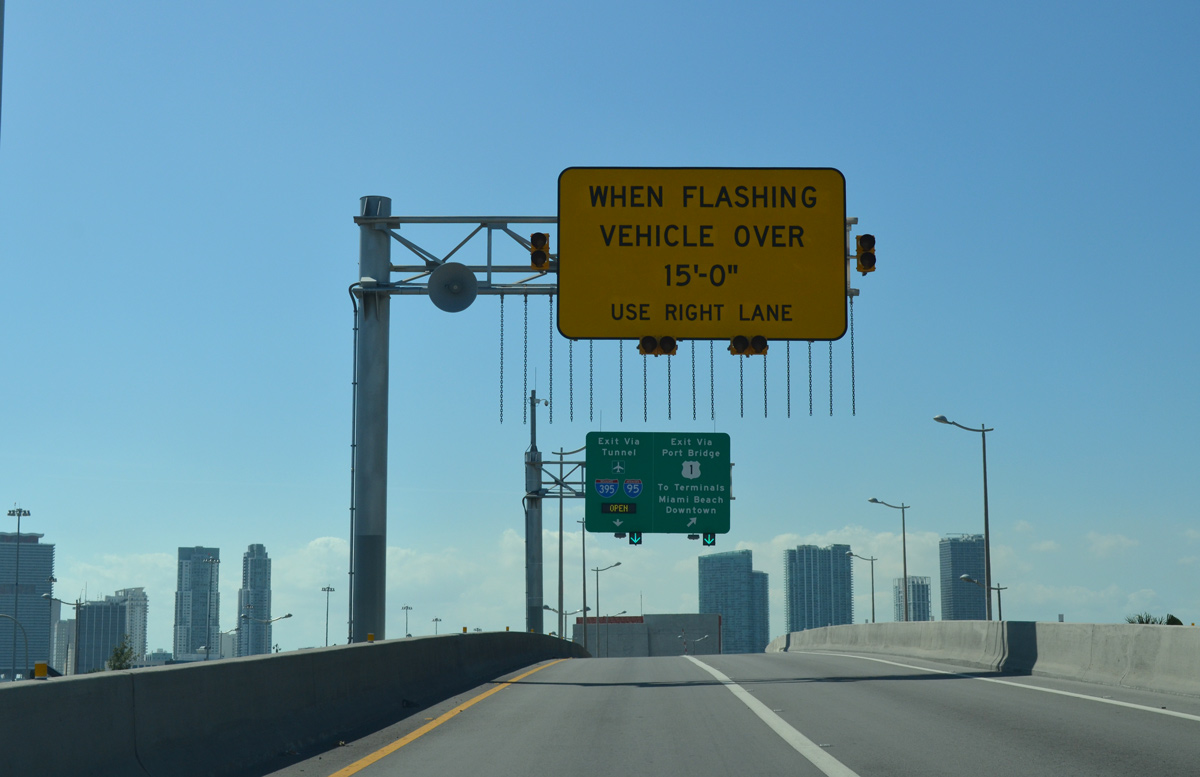 WHEN FLASHING
VEHICLE OVER
15'-0"
USE RIGHT LANE
Exit Via
Tunnel
395 95
OPEN
Exit Via
Port Bridge
1
To Terminals
Miami Beach
Downtown